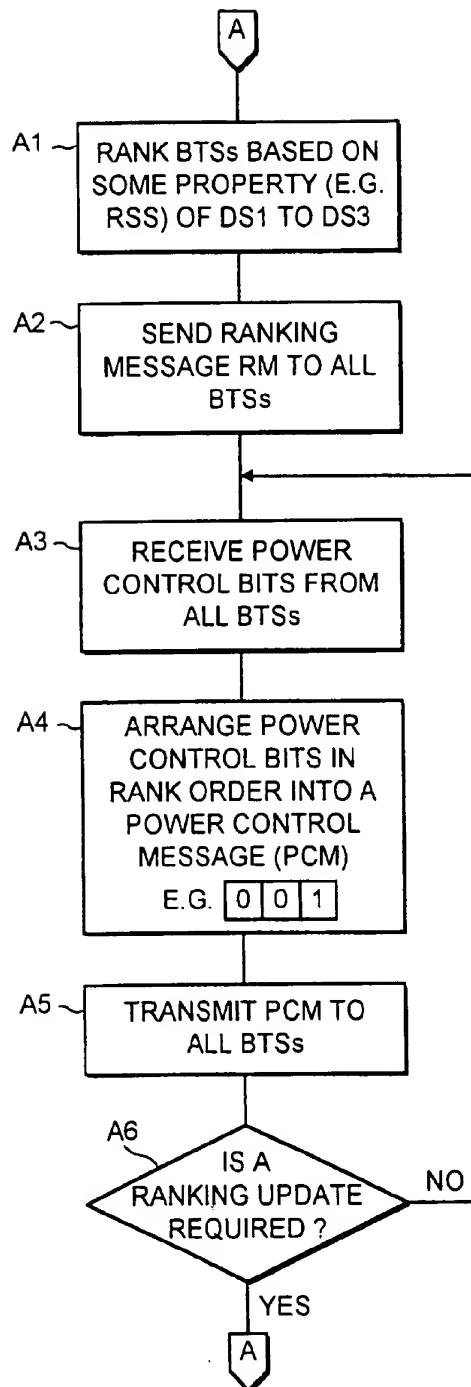 A
A1
RANK BTSs BASED ON
SOME PROPERTY (E.G.
RSS) OF DS1 TO DS3
A2
SEND RANKING
MESSAGE RM TO ALL
BTSs
A3
RECEIVE POWER
CONTROL BITS FROM
ALL BTSs
A4
ARRANGE POWER
CONTROL BITS IN
RANK ORDER INTO A
POWER CONTROL
MESSAGE (PCM)
E.G. 0 0 1
A5
TRANSMIT PCM TO
ALL BTSs
A6
IS A
RANKING UPDATE
REQUIRED ?
NO
YES
A